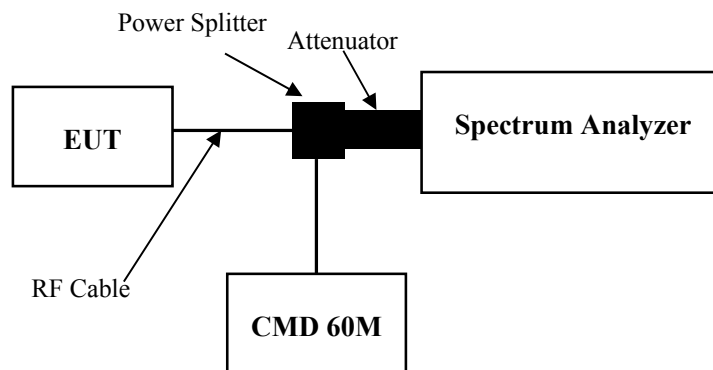 Power Splitter
Attenuator
EUT
Spectrum Analyzer
RF Cable
CMD 60M